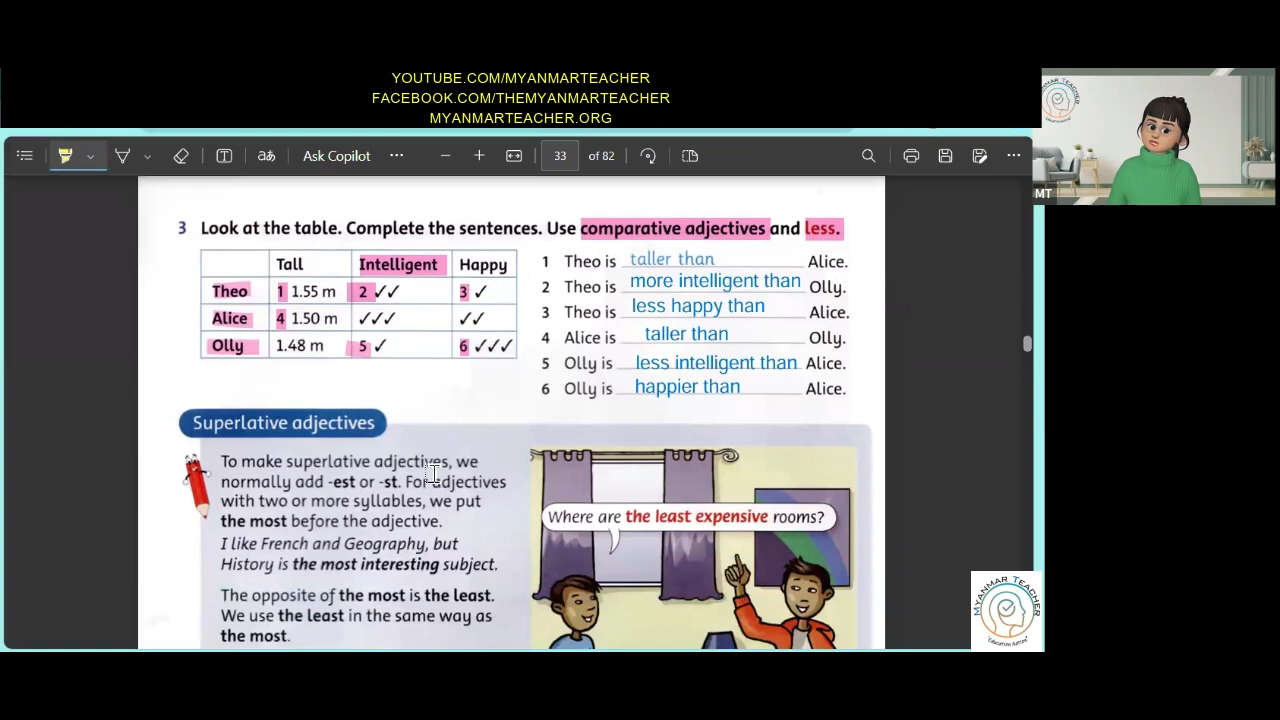 YOUTUBE.COM/MYANMARTEACHER
FACEBOOK.COM/THEMYANMARTEACHER
MYANMARTEACHER.ORG
MT
Ask Copilot
33 of 82
3 Look at the table. Complete the sentences. Use comparative adjectives and less.
Tall Intelligent Happy
Theo 1 1.55 m 2 ✓✓ 3 ✓
Alice 4 1.50 m ✓✓✓ ✓✓
Olly 1.48 m 5 ✓ 6 ✓✓✓
1 Theo is taller than Alice.
2 Theo is more intelligent than Olly.
3 Theo is less happy than Alice.
4 Alice is taller than Olly.
5 Olly is less intelligent than Alice.
6 Olly is happier than Alice.
Superlative adjectives
To make superlative adjectives, we
normally add -est or -st. For adjectives
with two or more syllables, we put
the most before the adjective.
I like French and Geography, but
History is the most interesting subject.
The opposite of the most is the least.
We use the least in the same way as
the most.
Where are the least expensive rooms?
MYANMAR TEACHER